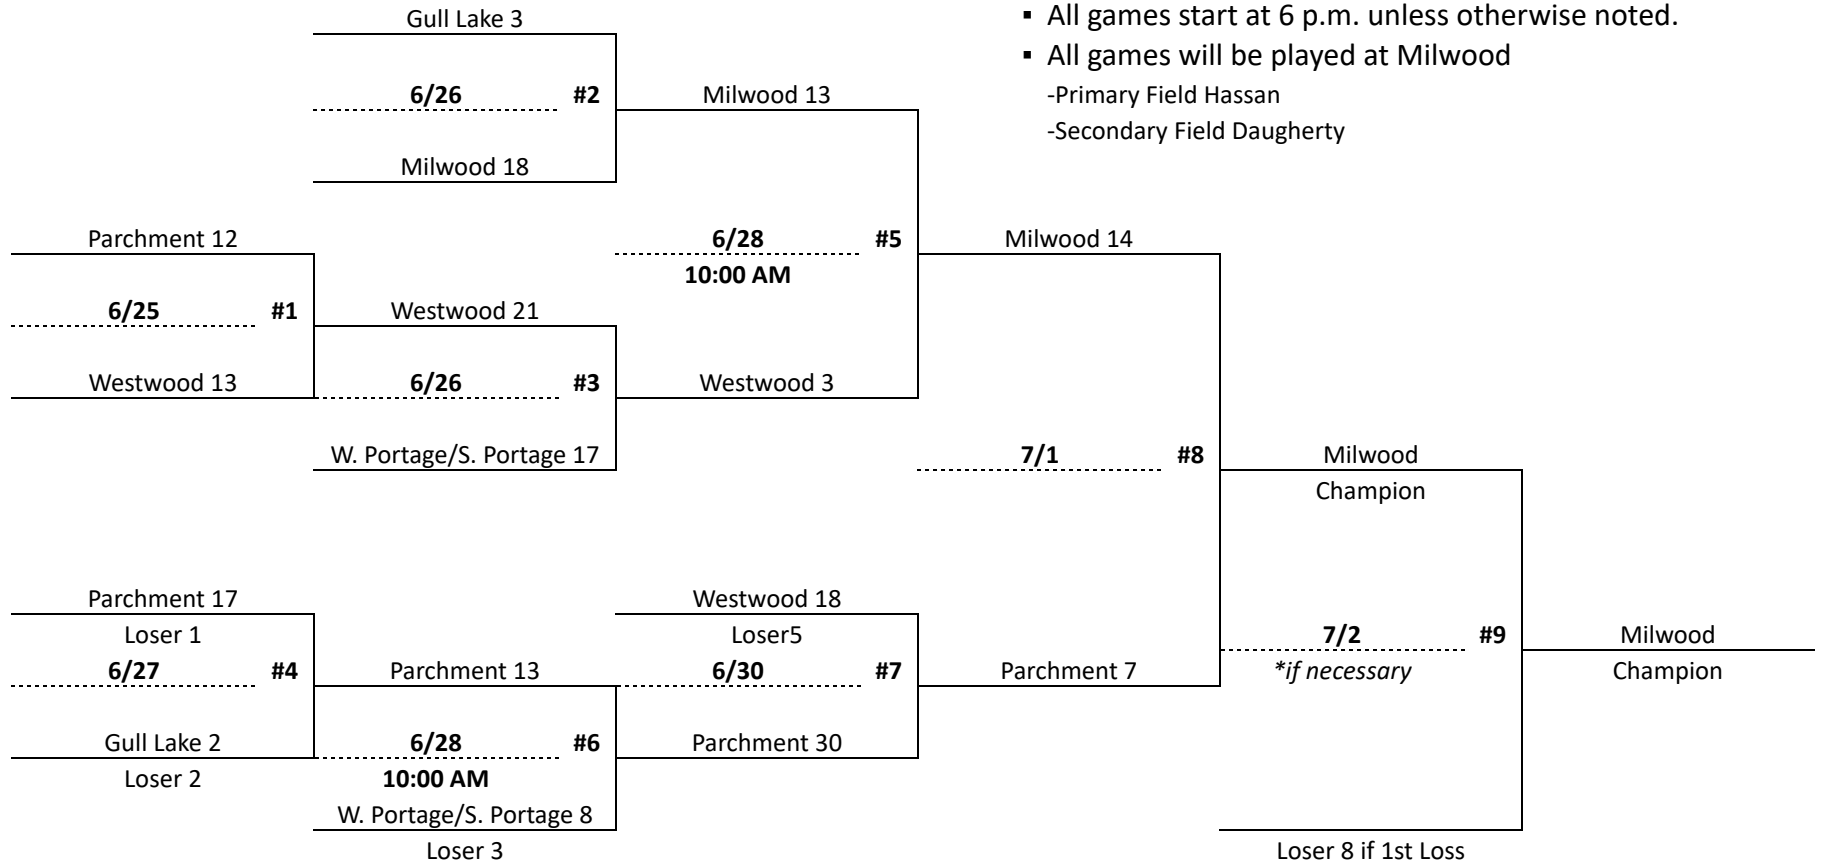 Gull Lake 3
▪ All games start at 6 p.m. unless otherwise noted.
▪ All games will be played at Milwood
6/26 #2
Milwood 13
-Primary Field Hassan
-Secondary Field Daugherty
Milwood 18
Parchment 12
6/28 #5
Milwood 14
10:00 AM
6/25 #1
Westwood 21
Westwood 13
6/26 #3
Westwood 3
W. Portage/S. Portage 17
7/1 #8
Milwood
Champion
Parchment 17
Westwood 18
Loser 1
Loser5
7/2 #9
Milwood
6/27 #4
Parchment 13
6/30 #7
Parchment 7
*if necessary
Champion
Gull Lake 2
6/28 #6
Parchment 30
Loser 2
10:00 AM
W. Portage/S. Portage 8
Loser 3
Loser 8 if 1st Loss